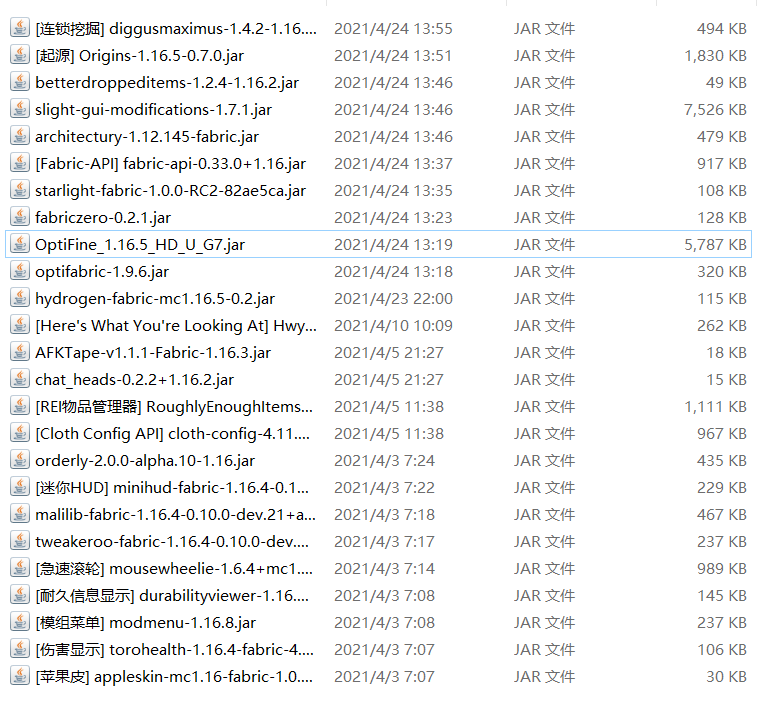 [连锁挖掘] diggusmaximus-1.4.2-1.16.... 2021/4/24 13:55 JAR 文件 494 KB
[起源] Origins-1.16.5-0.7.0.jar 2021/4/24 13:51 JAR 文件 1,830 KB
betterdroppeditems-1.2.4-1.16.2.jar 2021/4/24 13:46 JAR 文件 49 KB
slight-gui-modifications-1.7.1.jar 2021/4/24 13:46 JAR 文件 7,526 KB
architectury-1.12.145-fabric.jar 2021/4/24 13:46 JAR 文件 479 KB
[Fabric-API] fabric-api-0.33.0+1.16.jar 2021/4/24 13:37 JAR 文件 917 KB
starlight-fabric-1.0.0-RC2-82ae5ca.jar 2021/4/24 13:35 JAR 文件 108 KB
fabriczero-0.2.1.jar 2021/4/24 13:23 JAR 文件 128 KB
OptiFine_1.16.5_HD_U_G7.jar 2021/4/24 13:19 JAR 文件 5,787 KB
optifabric-1.9.6.jar 2021/4/24 13:18 JAR 文件 320 KB
hydrogen-fabric-mc1.16.5-0.2.jar 2021/4/23 22:00 JAR 文件 115 KB
[Here's What You're Looking At] Hwy... 2021/4/10 10:09 JAR 文件 262 KB
AFKTape-v1.1.1-Fabric-1.16.3.jar 2021/4/5 21:27 JAR 文件 18 KB
chat_heads-0.2.2+1.16.2.jar 2021/4/5 21:27 JAR 文件 15 KB
[REI物品管理器] RoughlyEnoughItems... 2021/4/5 11:38 JAR 文件 1,111 KB
[Cloth Config API] cloth-config-4.11.... 2021/4/5 11:38 JAR 文件 967 KB
orderly-2.0.0-alpha.10-1.16.jar 2021/4/3 7:24 JAR 文件 435 KB
[迷你HUD] minihud-fabric-1.16.4-0.1... 2021/4/3 7:22 JAR 文件 229 KB
malilib-fabric-1.16.4-0.10.0-dev.21+a... 2021/4/3 7:18 JAR 文件 467 KB
tweakeroo-fabric-1.16.4-0.10.0-dev.... 2021/4/3 7:17 JAR 文件 237 KB
[急速滚轮] mousewheelie-1.6.4+mc1.... 2021/4/3 7:14 JAR 文件 989 KB
[耐久信息显示] durabilityviewer-1.16.... 2021/4/3 7:08 JAR 文件 145 KB
[模组菜单] modmenu-1.16.8.jar 2021/4/3 7:08 JAR 文件 237 KB
[伤害显示] torohealth-1.16.4-fabric-4.... 2021/4/3 7:07 JAR 文件 106 KB
[苹果皮] appleskin-mc1.16-fabric-1.0.... 2021/4/3 7:07 JAR 文件 30 KB